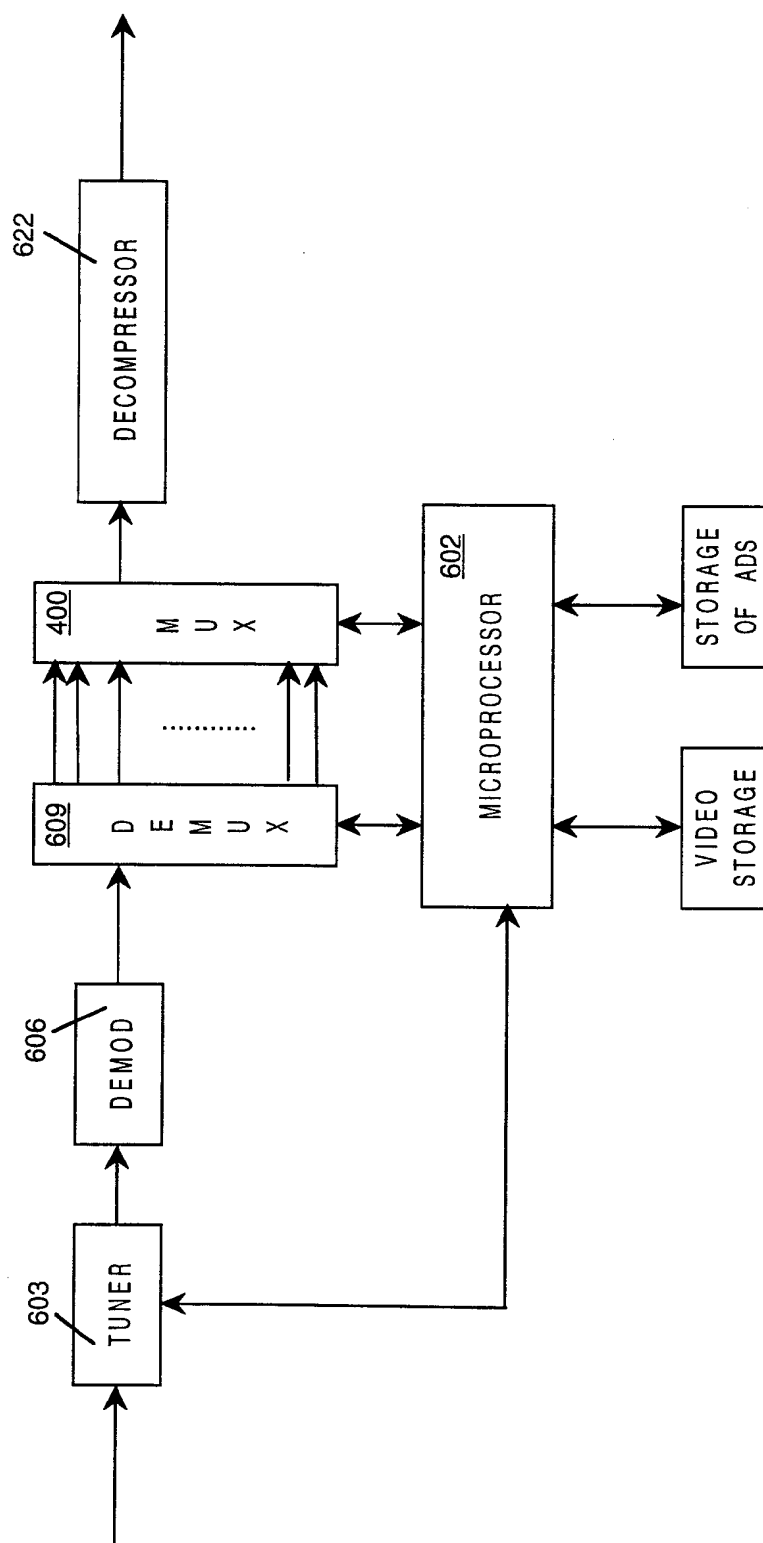 603
TUNER
606
DEMOD
609
DEMUX
400
MUX
622
DECOMPRESSOR
602
MICROPROCESSOR
VIDEO
STORAGE
STORAGE
OF ADS